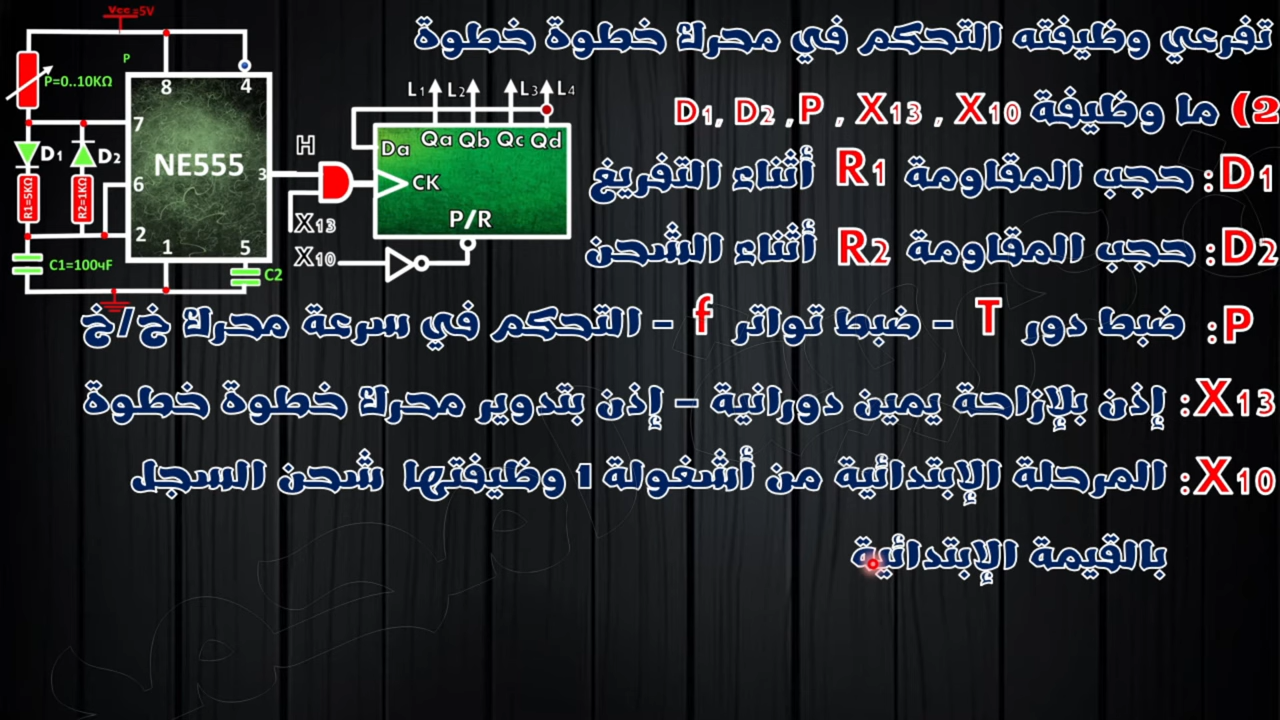 تفرعي وظيفته التحكم في محرك خطوة خطوة
2) ما وظيفة D1, D2 ,P , X13 , X10
D1: حجب المقاومة R1 أثناء التفريغ
D2: حجب المقاومة R2 أثناء الشحن
P: ضبط دور T – ضبط تواتر f – التحكم في سرعة محرك خ/خ
X13: إذن بلإزاحة يمين دورانية – إذن بتدوير محرك خطوة خطوة
X10: المرحلة الإبتدائية من أشغولة 1 وظيفتها شحن السجل
بالقيمة الإبتدائية
Vcc=5V
P
P=0..10KΩ
8
4
7
D1
D2
NE555
3
R1=5KΩ
R2=1KΩ
6
2
1
5
C1=100чF
C2
H
X13
X10
L1
L2
L3
L4
Da
Qa
Qb
Qc
Qd
CK
P/R